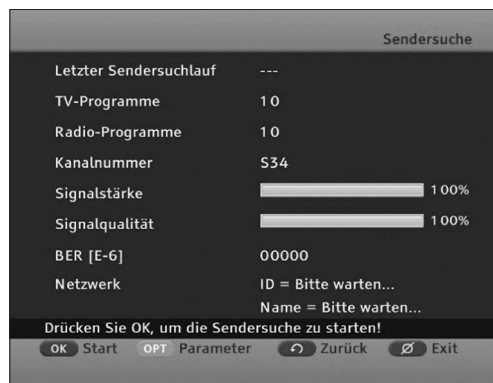 Sendersuche
Letzter Sendersuchlauf ---
TV-Programme 10
Radio-Programme 10
Kanalnummer S34
Signalstärke 100%
Signalqualität 100%
BER [E-6] 00000
Netzwerk ID = Bitte warten...
Name = Bitte warten...
Drücken Sie OK, um die Sendersuche zu starten!
OK Start OPT Parameter Zurück Exit